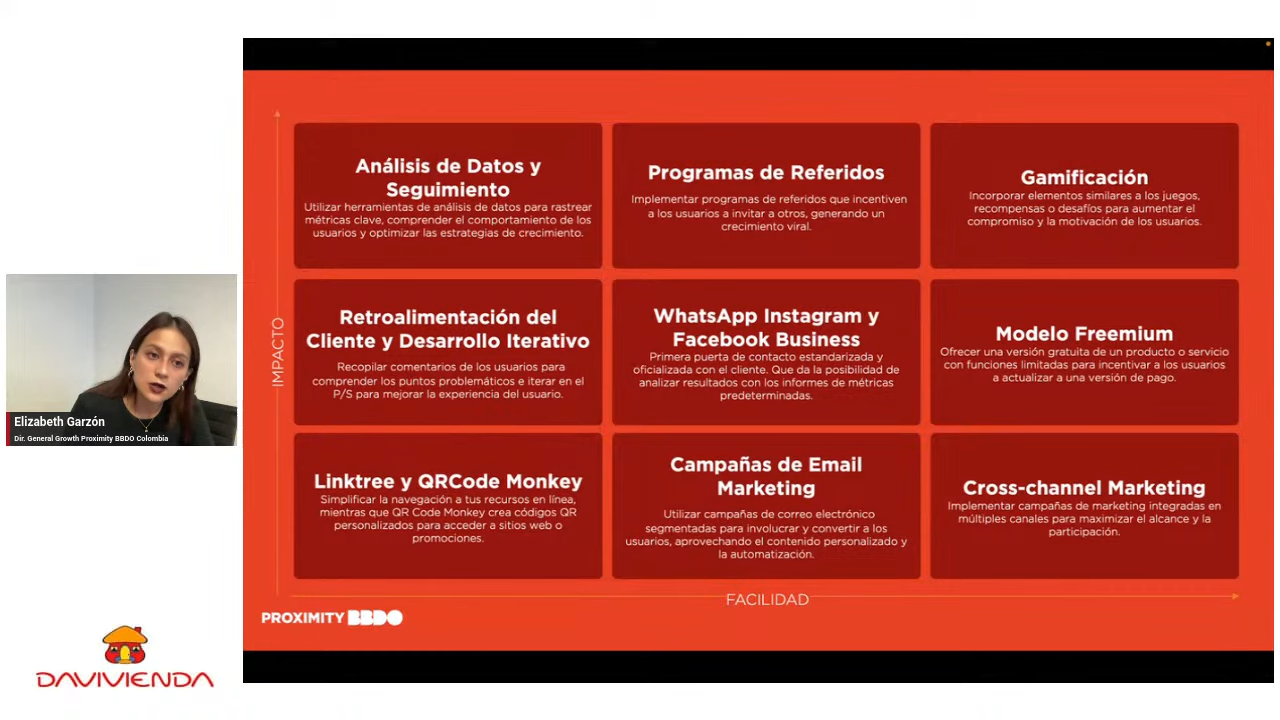 Análisis de Datos y
Seguimiento
Utilizar herramientas de análisis de datos para rastrear
métricas clave, comprender el comportamiento de los
usuarios y optimizar las estrategias de crecimiento.
Programas de Referidos
Implementar programas de referidos que incentiven
a los usuarios a invitar a otros, generando un
crecimiento viral.
Gamificación
Incorporar elementos similares a los juegos,
recompensas o desafíos para aumentar el
compromiso y la motivación de los usuarios.
IMPACTO
Retroalimentación del
Cliente y Desarrollo Iterativo
Recopilar comentarios de los usuarios para
comprender los puntos problemáticos e iterar en el
P/S para mejorar la experiencia del usuario.
WhatsApp Instagram y
Facebook Business
Primera puerta de contacto estandarizada y
oficializada con el cliente. Que da la posibilidad de
analizar resultados con los informes de métricas
predeterminadas.
Modelo Freemium
Ofrecer una versión gratuita de un producto o servicio
con funciones limitadas para incentivar a los usuarios
a actualizar a una versión de pago.
Linktree y QRCode Monkey
Simplificar la navegación a tus recursos en línea,
mientras que QR Code Monkey crea códigos QR
personalizados para acceder a sitios web o
promociones.
Campañas de Email
Marketing
Utilizar campañas de correo electrónico
segmentadas para involucrar y convertir a los
usuarios, aprovechando el contenido personalizado y
la automatización.
Cross-channel Marketing
Implementar campañas de marketing integradas en
múltiples canales para maximizar el alcance y la
participación.
FACILIDAD
PROXIMITY BBDO
Elizabeth Garzón
Dir. General Growth Proximity BBDO Colombia
DAVIVIENDA